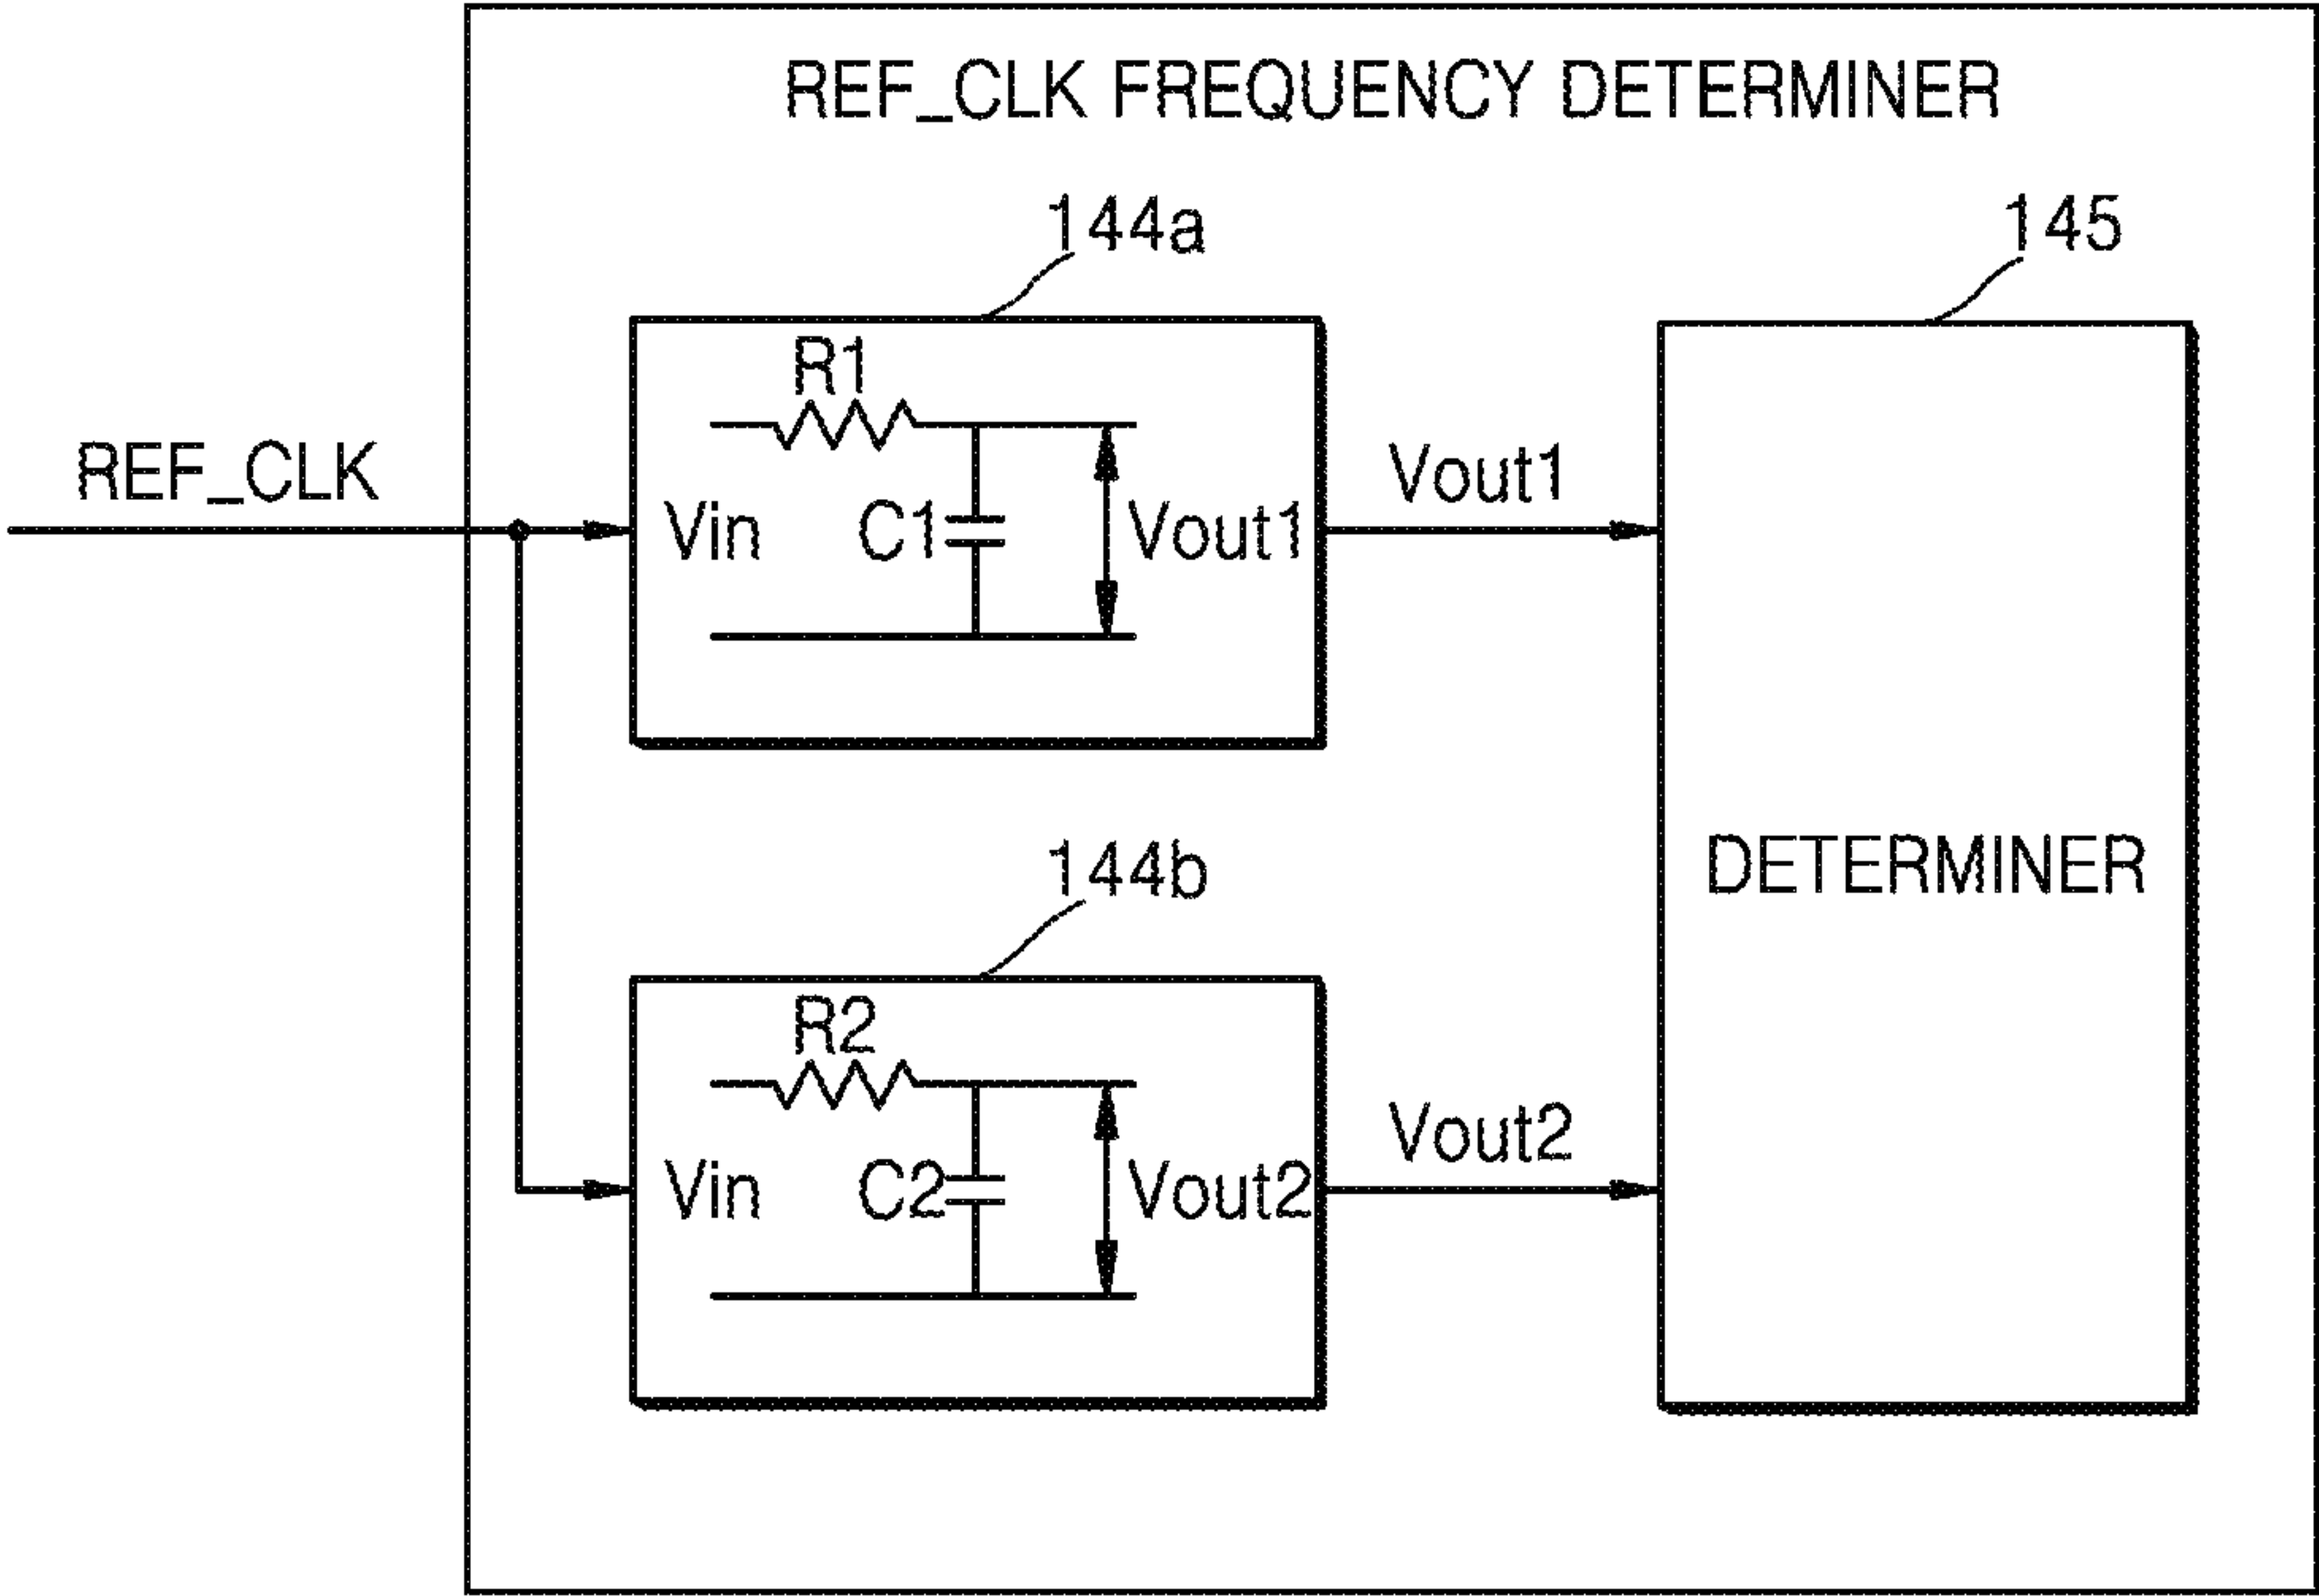 REF_CLK FREQUENCY DETERMINER
144a
145
R1
REF_CLK
Vin
C1
Vout1
Vout1
DETERMINER
144b
R2
Vin
C2
Vout2
Vout2